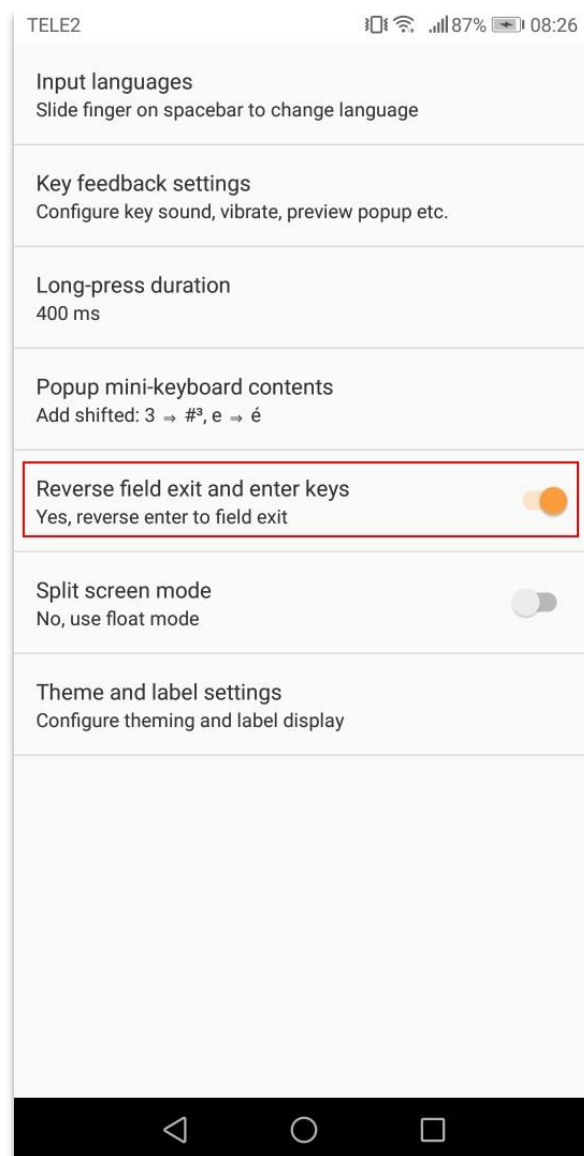 TELE2 87% 08:26
Input languages
Slide finger on spacebar to change language
Key feedback settings
Configure key sound, vibrate, preview popup etc.
Long-press duration
400 ms
Popup mini-keyboard contents
Add shifted: 3 ⇒ #³, e ⇒ é
Reverse field exit and enter keys
Yes, reverse enter to field exit
Split screen mode
No, use float mode
Theme and label settings
Configure theming and label display